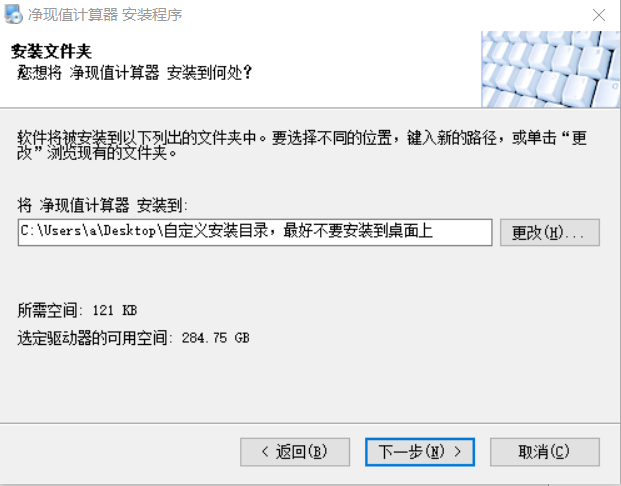 净现值计算器 安装程序
安装文件夹
您想将 净现值计算器 安装到何处?
软件将被安装到以下列出的文件夹中。要选择不同的位置，键入新的路径，或单击“更
改”浏览现有的文件夹。
将 净现值计算器 安装到:
C:\Users\a\Desktop\自定义安装目录，最好不要安装到桌面上
更改(H)...
所需空间: 121 KB
选定驱动器的可用空间: 284.75 GB
< 返回(B)
下一步(N) >
取消(C)